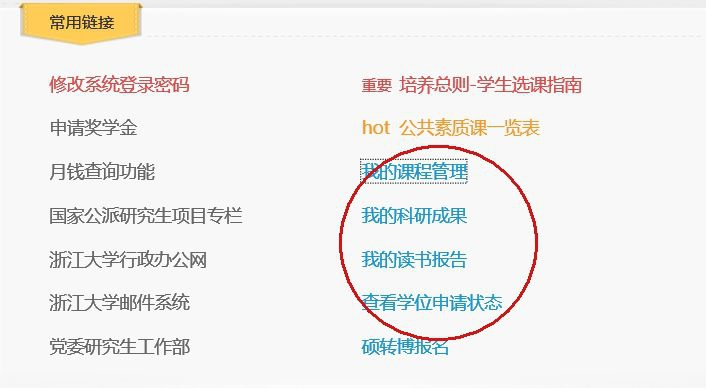 常用链接
修改系统登录密码
重要 培养总则-学生选课指南
申请奖学金
hot 公共素质课一览表
月钱查询功能
我的课程管理
国家公派研究生项目专栏
我的科研成果
浙江大学行政办公网
我的读书报告
浙江大学邮件系统
查看学位申请状态
党委研究生工作部
硕转博报名